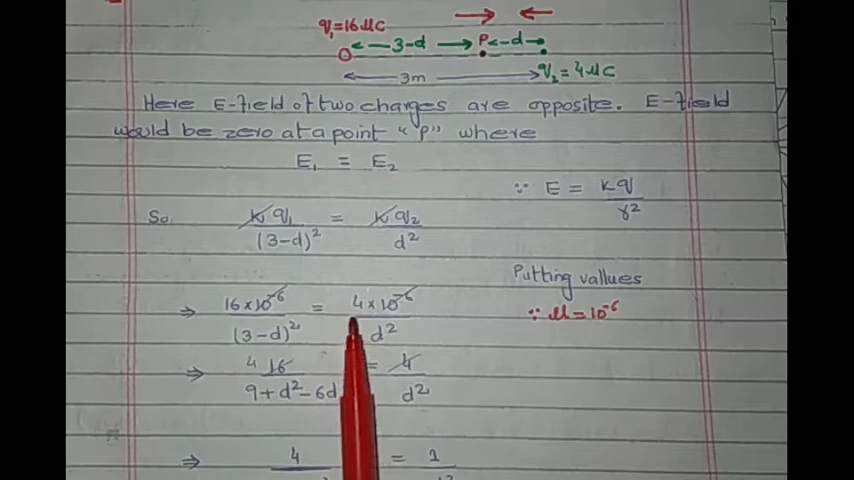 q₁=16μC
3-d P d
3m q₂=4μC
Here E-field of two charges are opposite. E-field
would be zero at a point "P" where
E₁ = E₂
∵ E = kq/r²
So kq₁/(3-d)² = kq₂/d²
Putting vallues
⇒ 16×10⁻⁶/(3-d)² = 4×10⁻⁶/d² ∵ μ=10⁻⁶
⇒ 4 16/9+d²-6d = 4/d²
⇒ 4 = 1